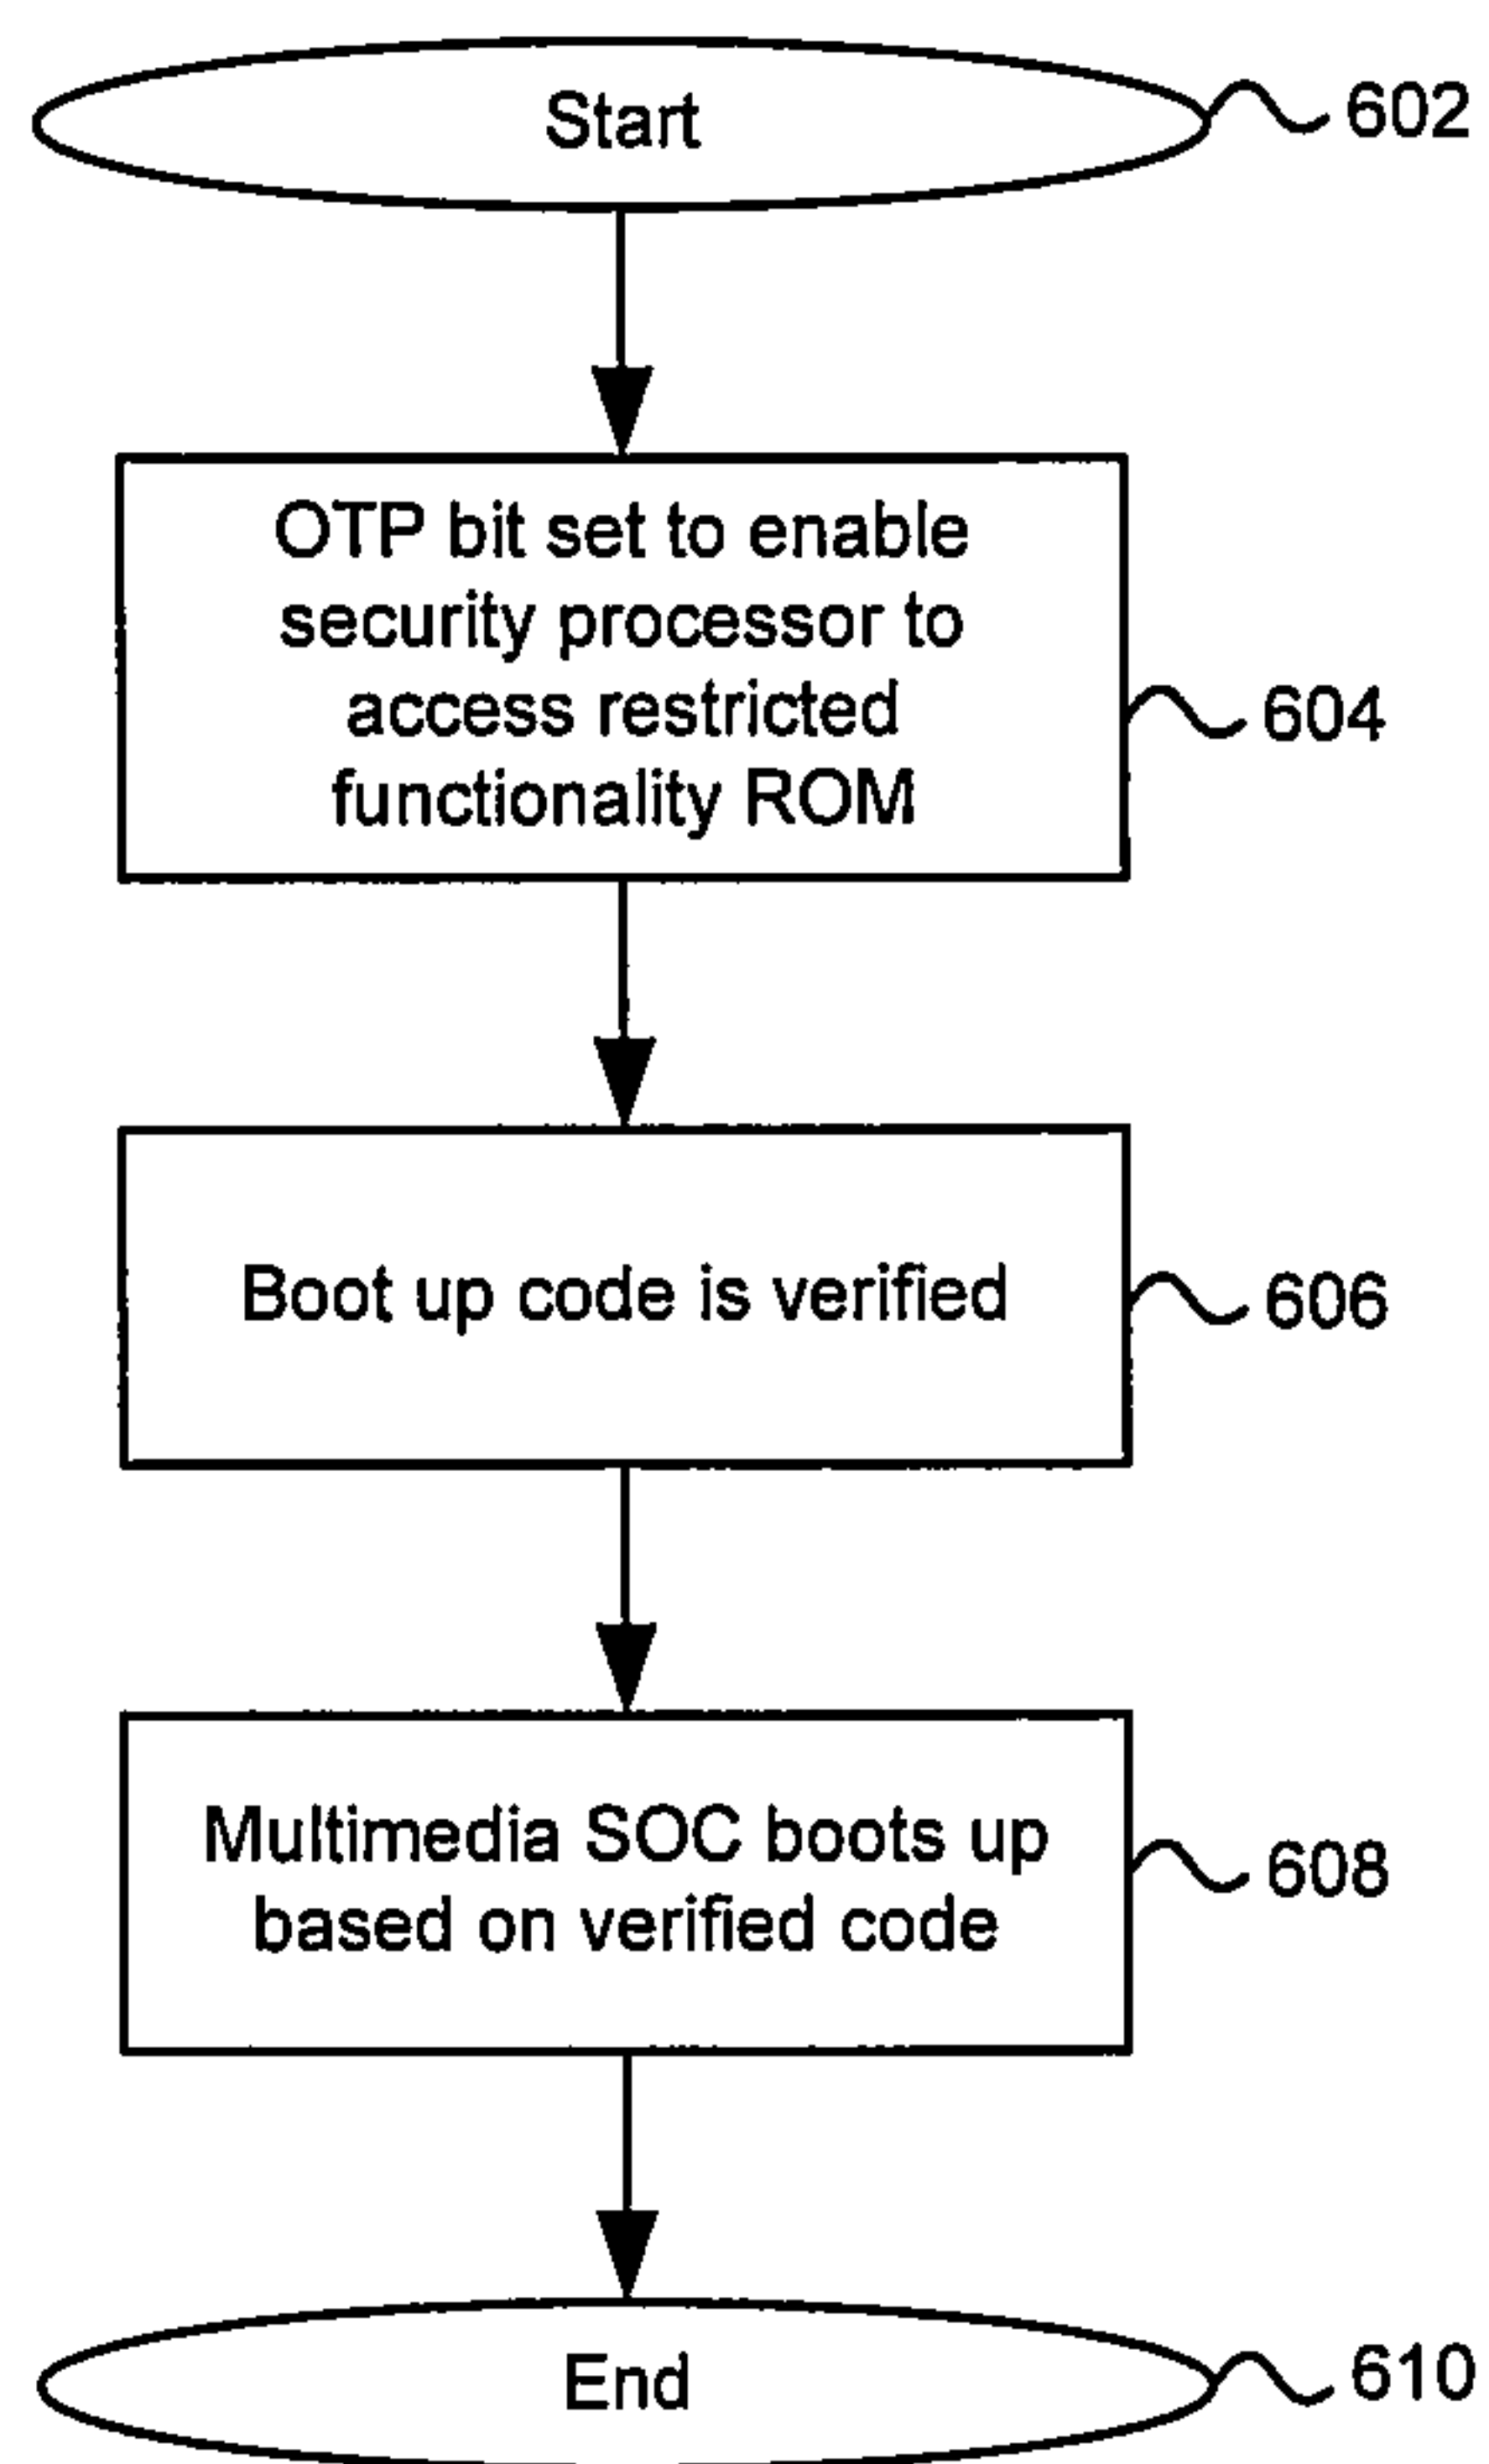 Start
602
OTP bit set to enable
security processor to
access restricted
functionality ROM
604
Boot up code is verified
606
Multimedia SOC boots up
based on verified code
608
End
610